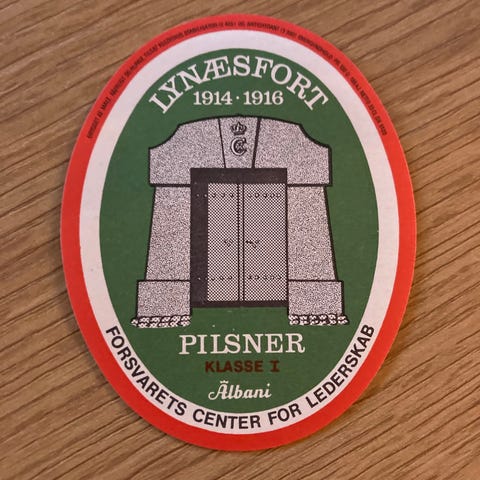 LYNÆSFORT
1914 · 1916
C
PILSNER
KLASSE I
Albani
FORSVARETS CENTER FOR LEDERSKAB